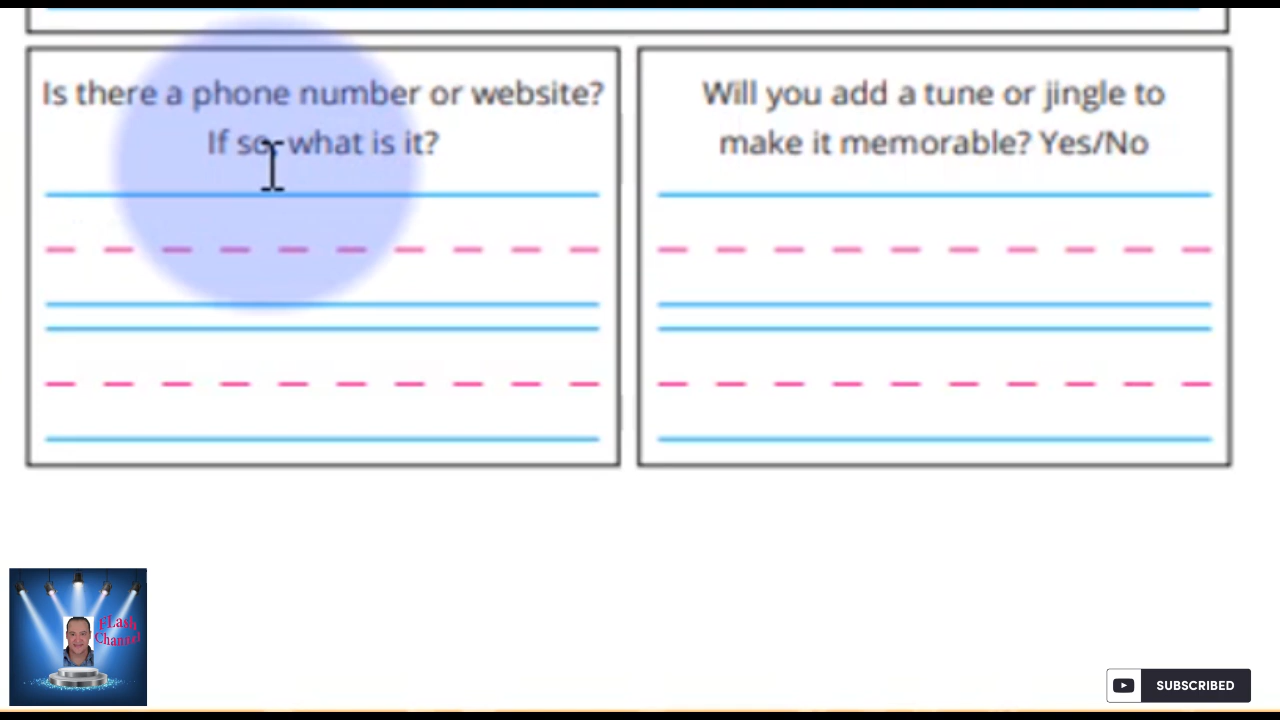 Is there a phone number or website?
If so, what is it?
Will you add a tune or jingle to
make it memorable? Yes/No
FLash
Channel
SUBSCRIBED